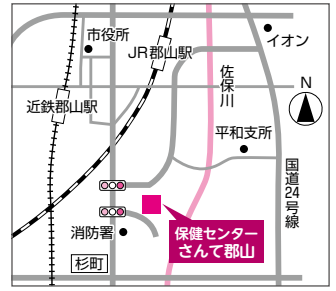 市役所
JR郡山駅
イオン
佐保川
N
近鉄郡山駅
平和支所
国道24号線
保健センター
さんて郡山
消防署
杉町